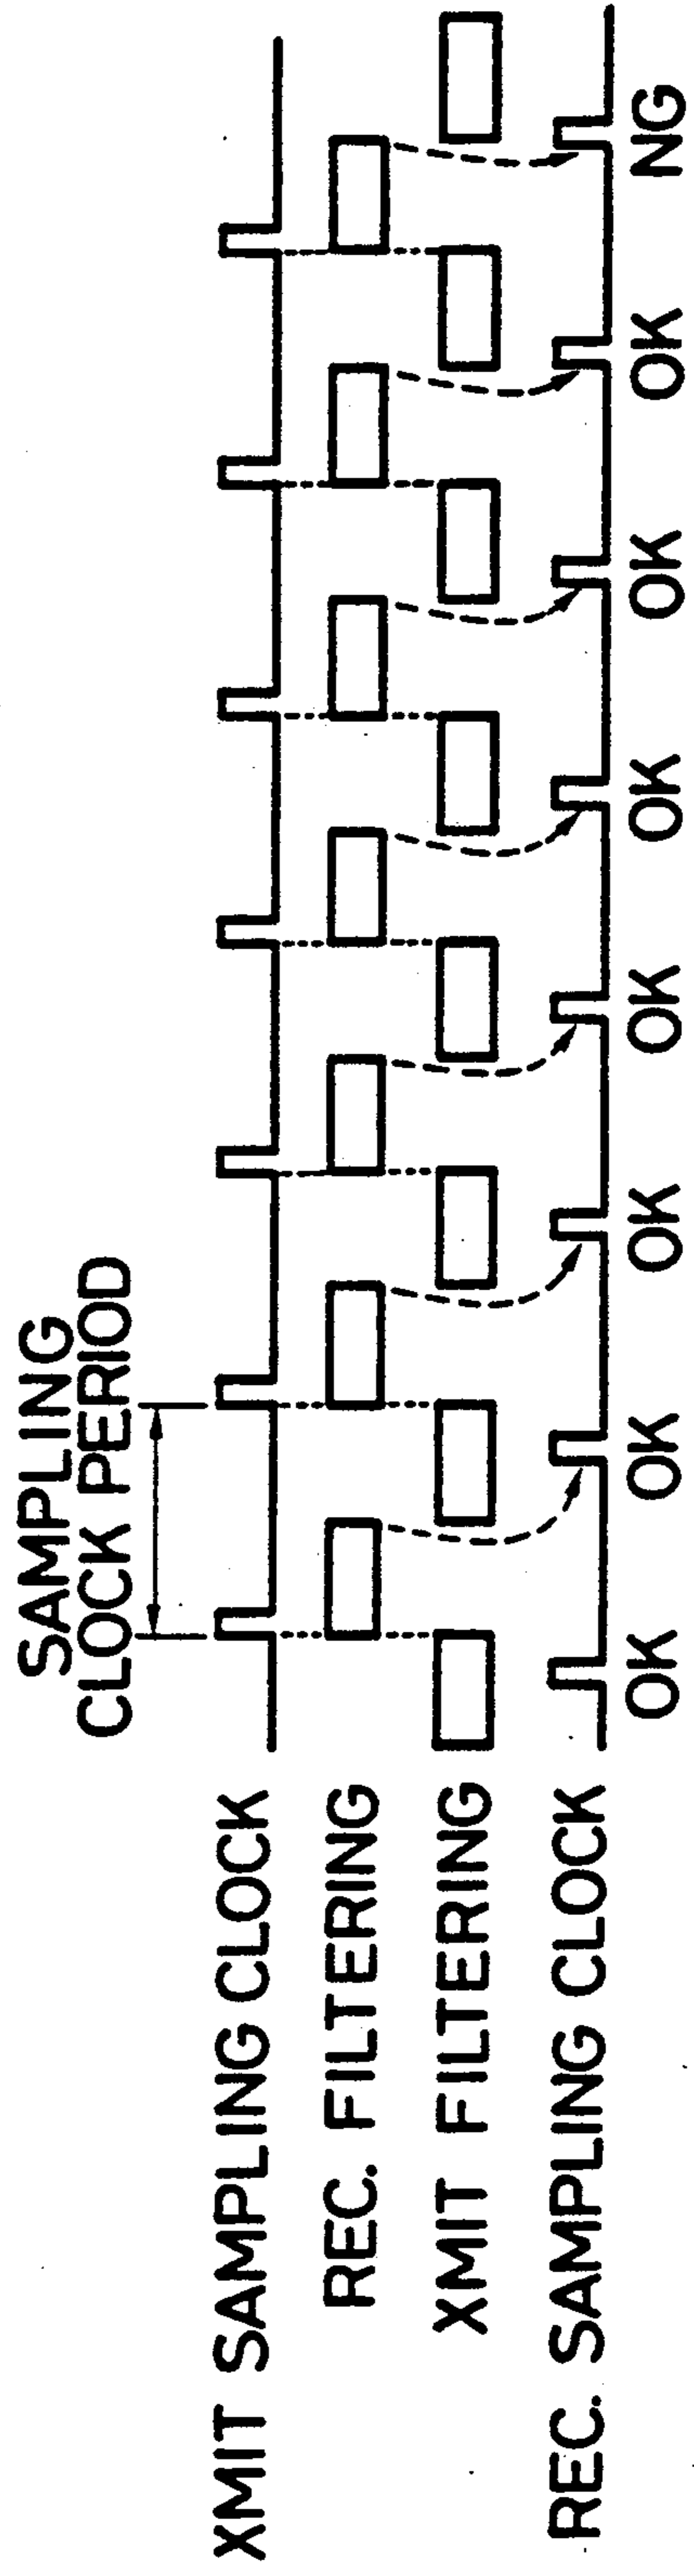 SAMPLING
CLOCK PERIOD
XMIT SAMPLING CLOCK
REC. FILTERING
XMIT FILTERING
REC. SAMPLING CLOCK
OK OK OK OK OK OK OK NG